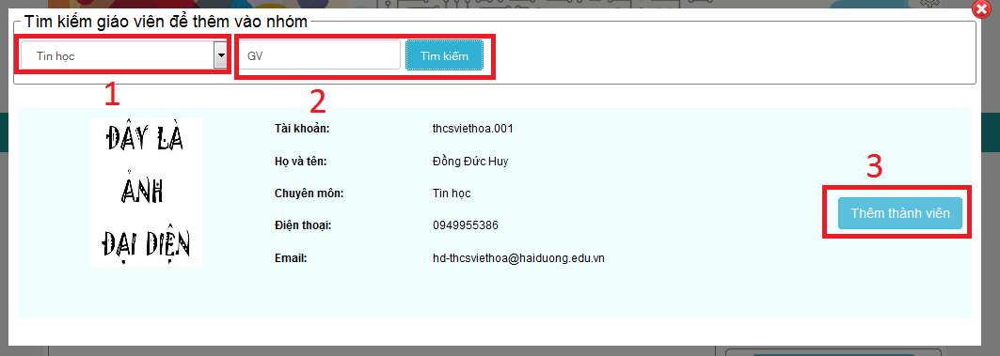 Tìm kiếm giáo viên để thêm vào nhóm
Tin học GV Tìm kiếm
1 2
ĐÂY LÀ
ẢNH
ĐẠI DIỆN
Tài khoản: thcsviethoa.001
Họ và tên: Đồng Đức Huy
Chuyên môn: Tin học
Điện thoại: 0949955386
Email: hd-thcsviethoa@haiduong.edu.vn
3
Thêm thành viên